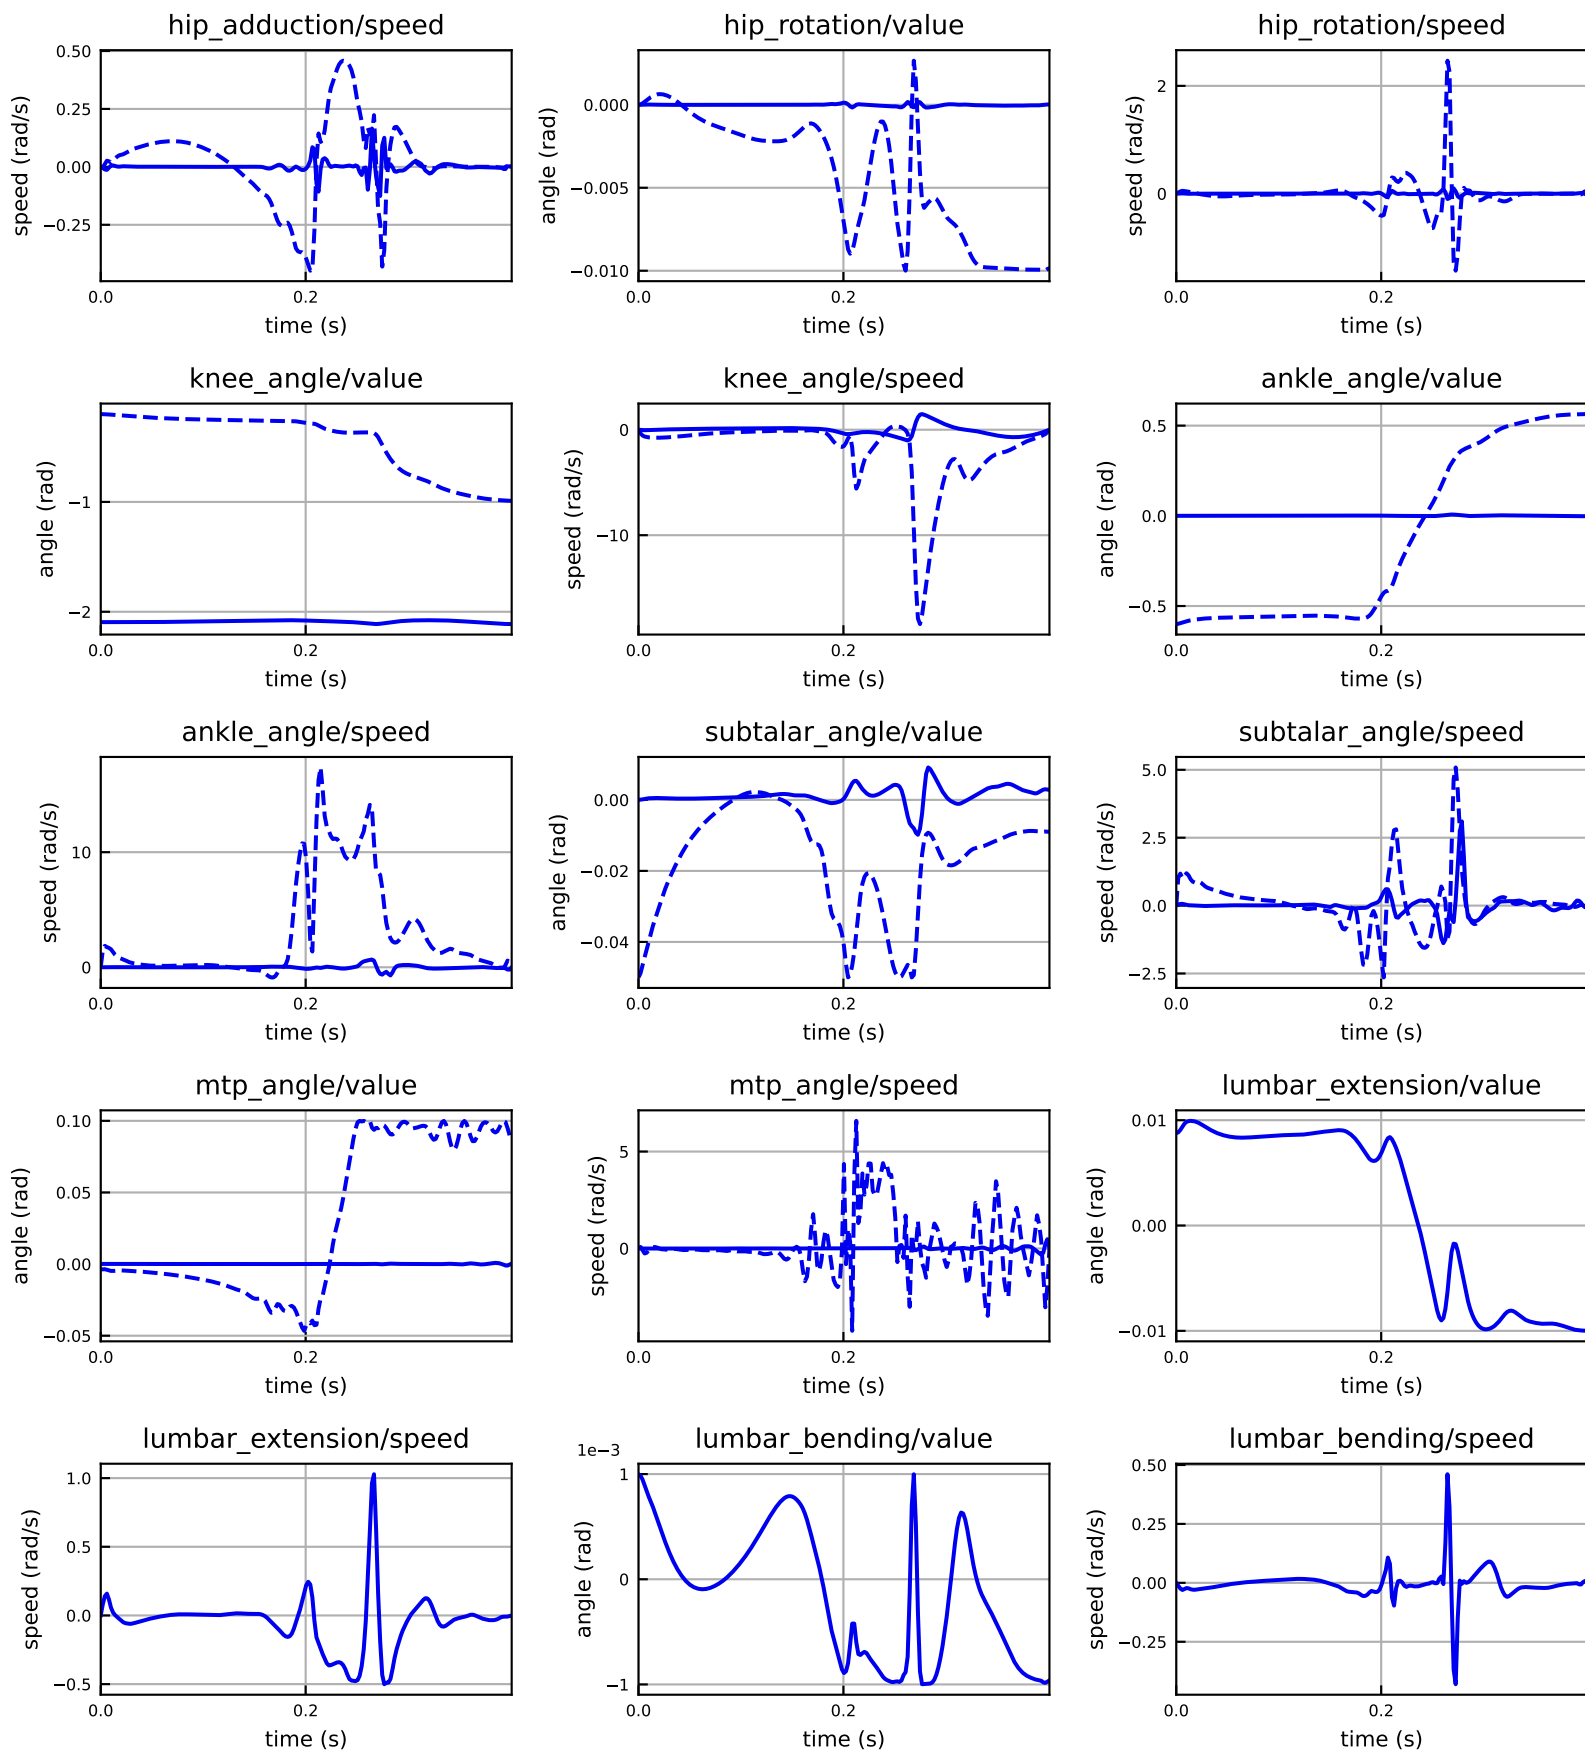 hip_adduction/speed
hip_rotation/value
hip_rotation/speed
0.50
0.25
0.00
−0.25
speed (rad/s)
0.0
0.2
time (s)
0.000
−0.005
−0.010
angle (rad)
0.0
0.2
time (s)
2
0
speed (rad/s)
0.0
0.2
time (s)
knee_angle/value
knee_angle/speed
ankle_angle/value
−1
−2
angle (rad)
0.0
0.2
time (s)
0
−10
speed (rad/s)
0.0
0.2
time (s)
0.5
0.0
−0.5
angle (rad)
0.0
0.2
time (s)
ankle_angle/speed
subtalar_angle/value
subtalar_angle/speed
10
0
speed (rad/s)
0.0
0.2
time (s)
0.00
−0.02
−0.04
angle (rad)
0.0
0.2
time (s)
5.0
2.5
0.0
−2.5
speed (rad/s)
0.0
0.2
time (s)
mtp_angle/value
mtp_angle/speed
lumbar_extension/value
0.10
0.05
0.00
−0.05
angle (rad)
0.0
0.2
time (s)
5
0
speed (rad/s)
0.0
0.2
time (s)
0.01
0.00
−0.01
angle (rad)
0.0
0.2
time (s)
lumbar_extension/speed
lumbar_bending/value
lumbar_bending/speed
1.0
0.5
0.0
−0.5
speed (rad/s)
0.0
0.2
time (s)
1e−3
1
0
−1
angle (rad)
0.0
0.2
time (s)
0.50
0.25
0.00
−0.25
speed (rad/s)
0.0
0.2
time (s)